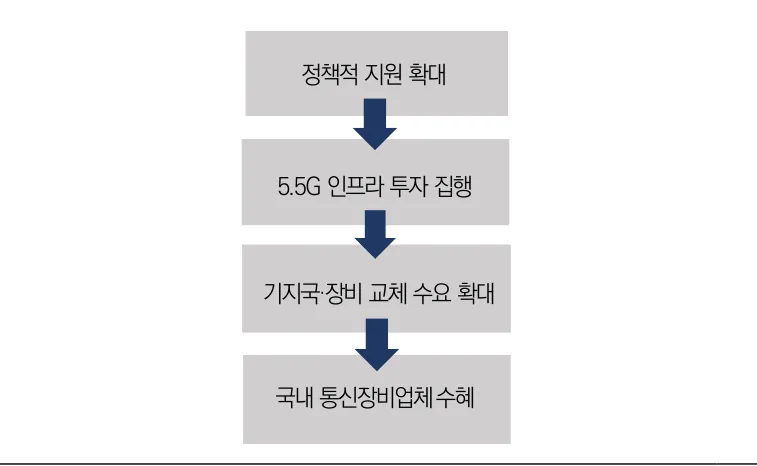 정책적 지원 확대
5.5G 인프라 투자 집행
기지국·장비 교체 수요 확대
국내 통신장비업체 수혜